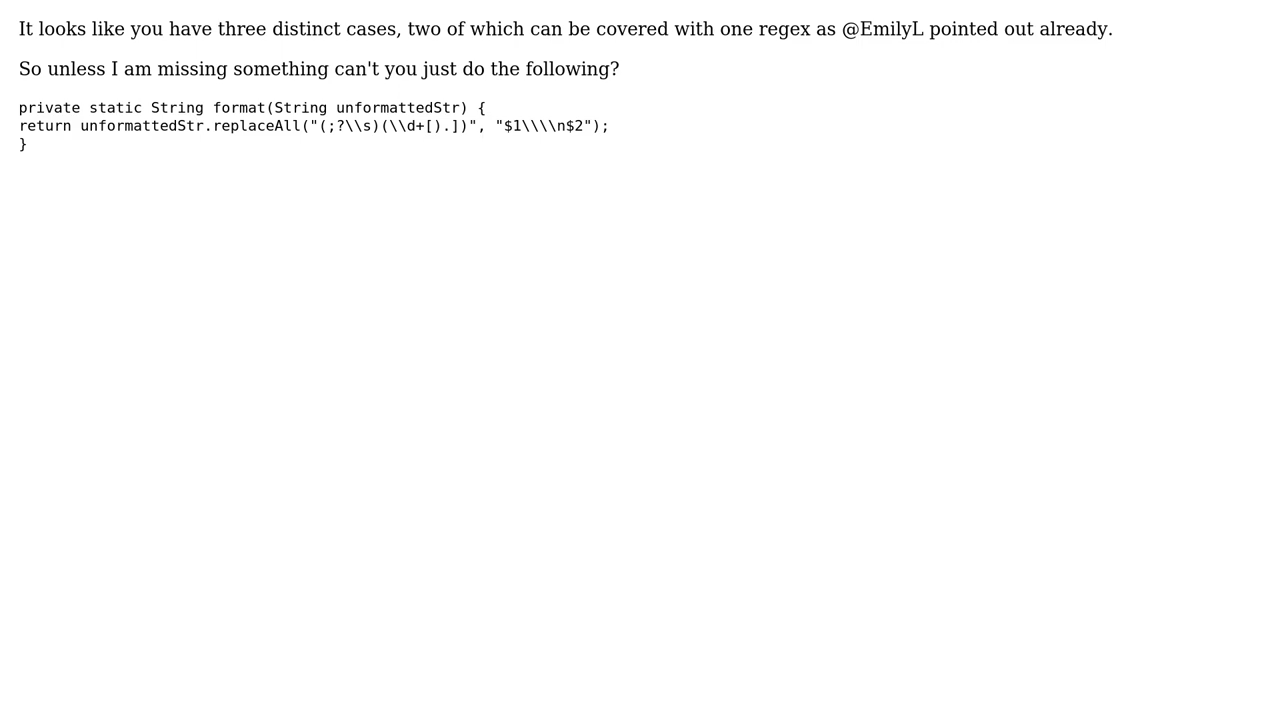 It looks like you have three distinct cases, two of which can be covered with one regex as @EmilyL pointed out already.
So unless I am missing something can't you just do the following?
private static String format(String unformattedStr) {
return unformattedStr.replaceAll("(;?\\s)(\\d+[).])", "$1\\\\n$2");
}